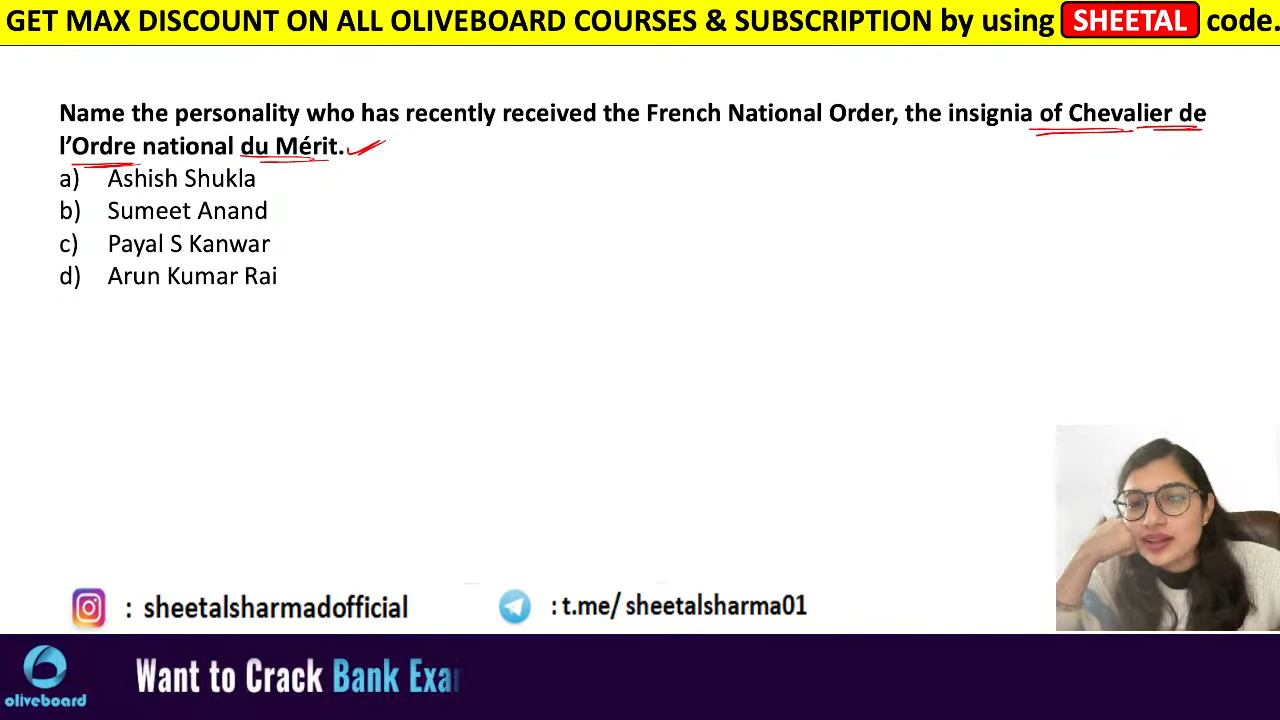 GET MAX DISCOUNT ON ALL OLIVEBOARD COURSES & SUBSCRIPTION by using SHEETAL code.
Name the personality who has recently received the French National Order, the insignia of Chevalier de
l’Ordre national du Mérit.
a) Ashish Shukla
b) Sumeet Anand
c) Payal S Kanwar
d) Arun Kumar Rai
: sheetalsharmadofficial
: t.me/ sheetalsharma01
Want to Crack Bank Exa
oliveboard